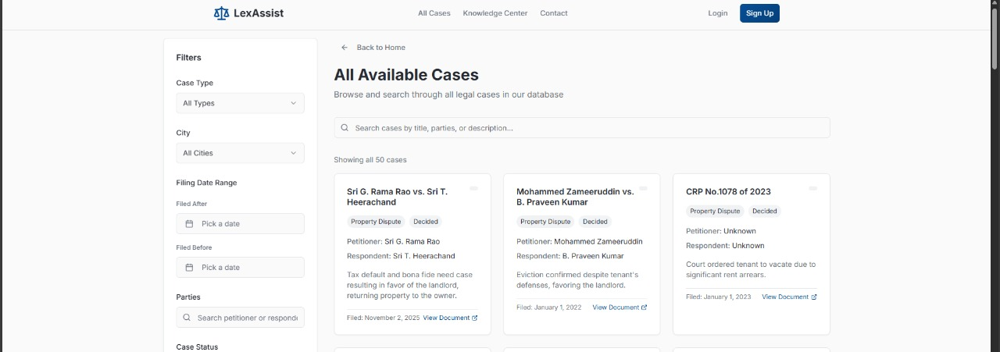 LexAssist
All Cases
Knowledge Center
Contact
Login
Sign Up
Filters
Case Type
All Types
City
All Cities
Filing Date Range
Filed After
Pick a date
Filed Before
Pick a date
Parties
Search petitioner or responde
Case Status
Back to Home
All Available Cases
Browse and search through all legal cases in our database
Search cases by title, parties, or description...
Showing all 50 cases
Sri G. Rama Rao vs. Sri T.
Heerachand
Property Dispute
Decided
Petitioner: Sri G. Rama Rao
Respondent: Sri T. Heerachand
Tax default and bona fide need case
resulting in favor of the landlord,
returning property to the owner.
Filed: November 2, 2025
View Document
Mohammed Zameeruddin vs.
B. Praveen Kumar
Property Dispute
Decided
Petitioner: Mohammed Zameeruddin
Respondent: B. Praveen Kumar
Eviction confirmed despite tenant's
defenses, favoring the landlord.
Filed: January 1, 2022
View Document
CRP No.1078 of 2023
Property Dispute
Decided
Petitioner: Unknown
Respondent: Unknown
Court ordered tenant to vacate due to
significant rent arrears.
Filed: January 1, 2023
View Document